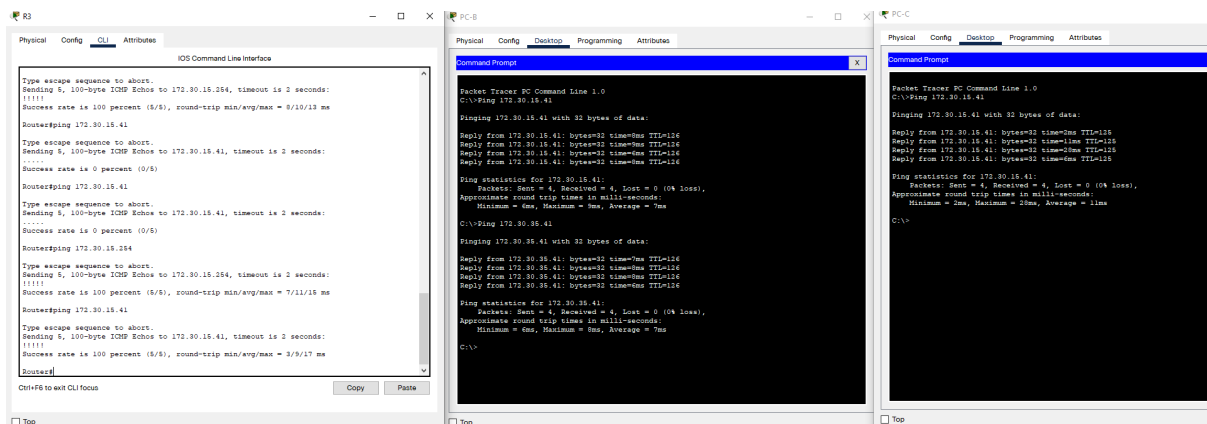 R3
Physical Config CLI Attributes
IOS Command Line Interface
Type escape sequence to abort.
Sending 5, 100-byte ICMP Echos to 172.30.15.254, timeout is 2 seconds:
!!!!!
Success rate is 100 percent (5/5), round-trip min/avg/max = 8/10/13 ms
Router#ping 172.30.15.41
Type escape sequence to abort.
Sending 5, 100-byte ICMP Echos to 172.30.15.41, timeout is 2 seconds:
.....
Success rate is 0 percent (0/5)
Router#ping 172.30.15.41
Type escape sequence to abort.
Sending 5, 100-byte ICMP Echos to 172.30.15.41, timeout is 2 seconds:
.....
Success rate is 0 percent (0/5)
Router#ping 172.30.15.254
Type escape sequence to abort.
Sending 5, 100-byte ICMP Echos to 172.30.15.254, timeout is 2 seconds:
!!!!!
Success rate is 100 percent (5/5), round-trip min/avg/max = 7/11/15 ms
Router#ping 172.30.15.41
Type escape sequence to abort.
Sending 5, 100-byte ICMP Echos to 172.30.15.41, timeout is 2 seconds:
!!!!!
Success rate is 100 percent (5/5), round-trip min/avg/max = 3/9/17 ms
Router#
Ctrl+F6 to exit CLI focus
Copy Paste
Top
PC-B
Physical Config Desktop Programming Attributes
Command Prompt X
Packet Tracer PC Command Line 1.0
C:\>Ping 172.30.15.41
Pinging 172.30.15.41 with 32 bytes of data:
Reply from 172.30.15.41: bytes=32 time=8ms TTL=126
Reply from 172.30.15.41: bytes=32 time=9ms TTL=126
Reply from 172.30.15.41: bytes=32 time=6ms TTL=126
Reply from 172.30.15.41: bytes=32 time=8ms TTL=126
Ping statistics for 172.30.15.41:
Packets: Sent = 4, Received = 4, Lost = 0 (0% loss),
Approximate round trip times in milli-seconds:
Minimum = 6ms, Maximum = 9ms, Average = 7ms
C:\>Ping 172.30.35.41
Pinging 172.30.35.41 with 32 bytes of data:
Reply from 172.30.35.41: bytes=32 time=7ms TTL=126
Reply from 172.30.35.41: bytes=32 time=8ms TTL=126
Reply from 172.30.35.41: bytes=32 time=8ms TTL=126
Reply from 172.30.35.41: bytes=32 time=6ms TTL=126
Ping statistics for 172.30.35.41:
Packets: Sent = 4, Received = 4, Lost = 0 (0% loss),
Approximate round trip times in milli-seconds:
Minimum = 6ms, Maximum = 8ms, Average = 7ms
C:\>
Top
PC-C
Physical Config Desktop Programming Attributes
Command Prompt
Packet Tracer PC Command Line 1.0
C:\>Ping 172.30.15.41
Pinging 172.30.15.41 with 32 bytes of data:
Reply from 172.30.15.41: bytes=32 time=2ms TTL=125
Reply from 172.30.15.41: bytes=32 time=11ms TTL=125
Reply from 172.30.15.41: bytes=32 time=28ms TTL=125
Reply from 172.30.15.41: bytes=32 time=6ms TTL=125
Ping statistics for 172.30.15.41:
Packets: Sent = 4, Received = 4, Lost = 0 (0% loss),
Approximate round trip times in milli-seconds:
Minimum = 2ms, Maximum = 28ms, Average = 11ms
C:\>
Top